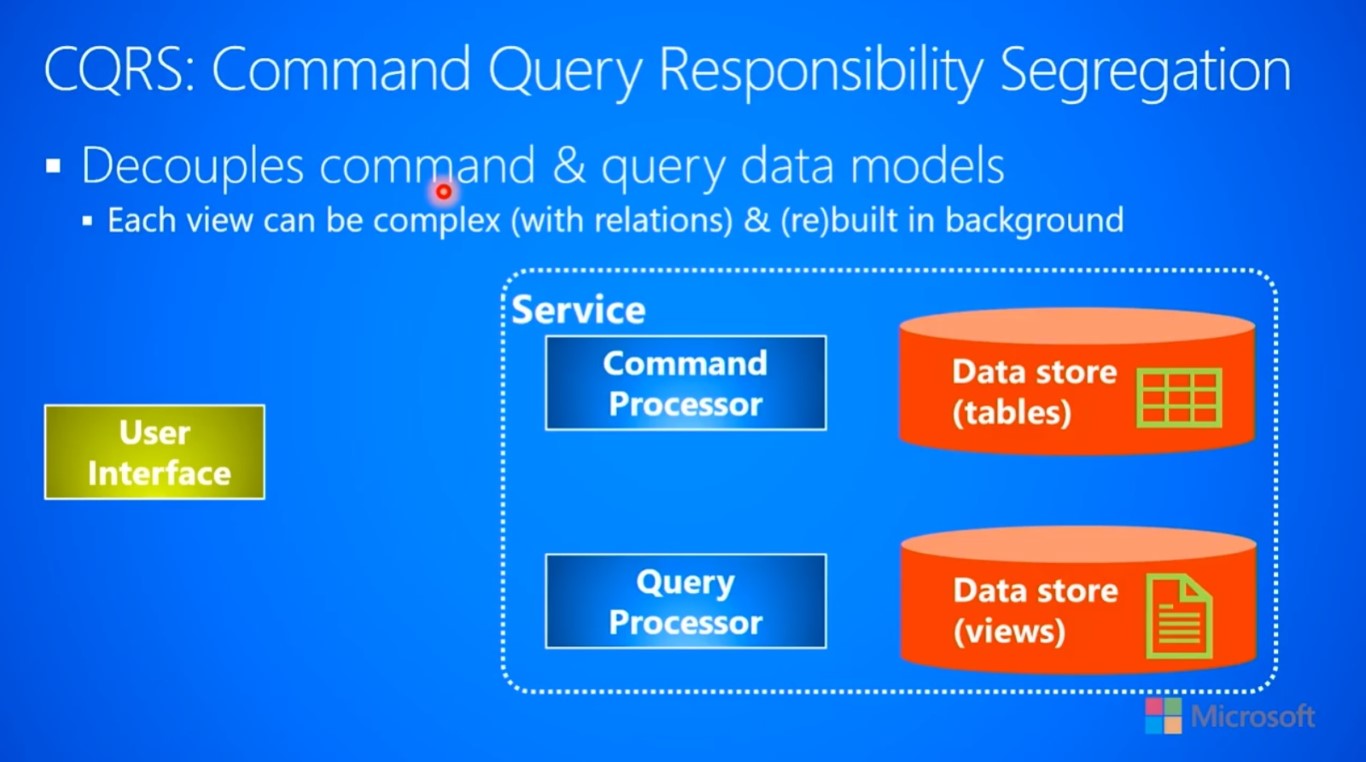 CQRS: Command Query Responsibility Segregation
Decouples command & query data models
Each view can be complex (with relations) & (re)built in background
Service
Command
Processor
Data store
(tables)
User
Interface
Query
Processor
Data store
(views)
Microsoft